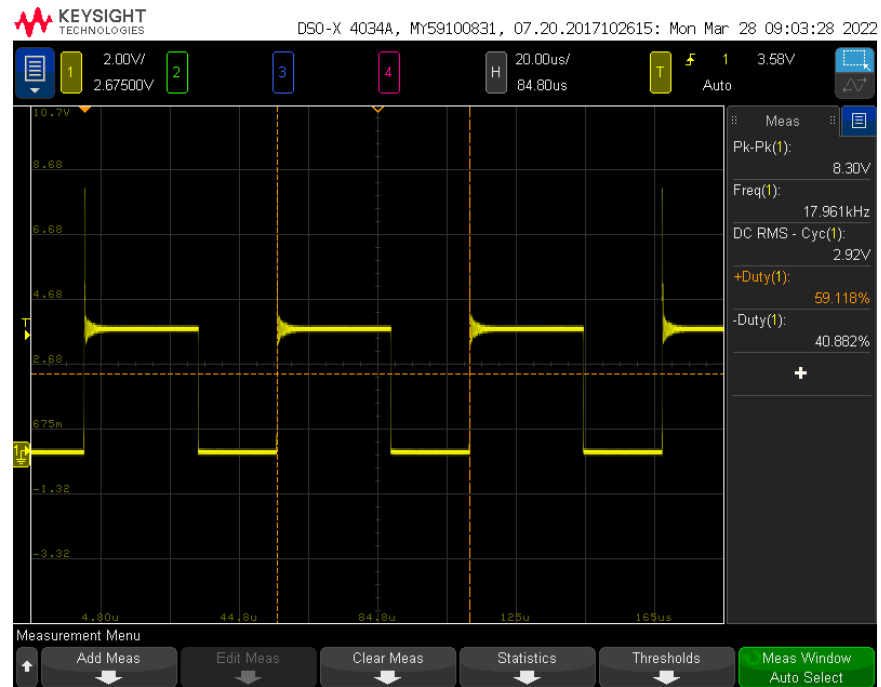 KEYSIGHT
TECHNOLOGIES
DSO-X 4034A, MY59100831, 07.20.2017102615: Mon Mar 28 09:03:28 2022
1 2.00V/ 2 3 4 H 20.00us/ T 1 3.58V
2.67500V 84.80us Auto
10.7V
8.68
6.68
4.68
2.68
675m
-1.32
-3.32
T
1
4.80u 44.8u 84.8u 125u 165us
Meas
Pk-Pk(1):
8.30V
Freq(1):
17.961kHz
DC RMS - Cyc(1):
2.92V
+Duty(1):
59.118%
-Duty(1):
40.882%
Measurement Menu
Add Meas Edit Meas Clear Meas Statistics Thresholds Meas Window
Auto Select